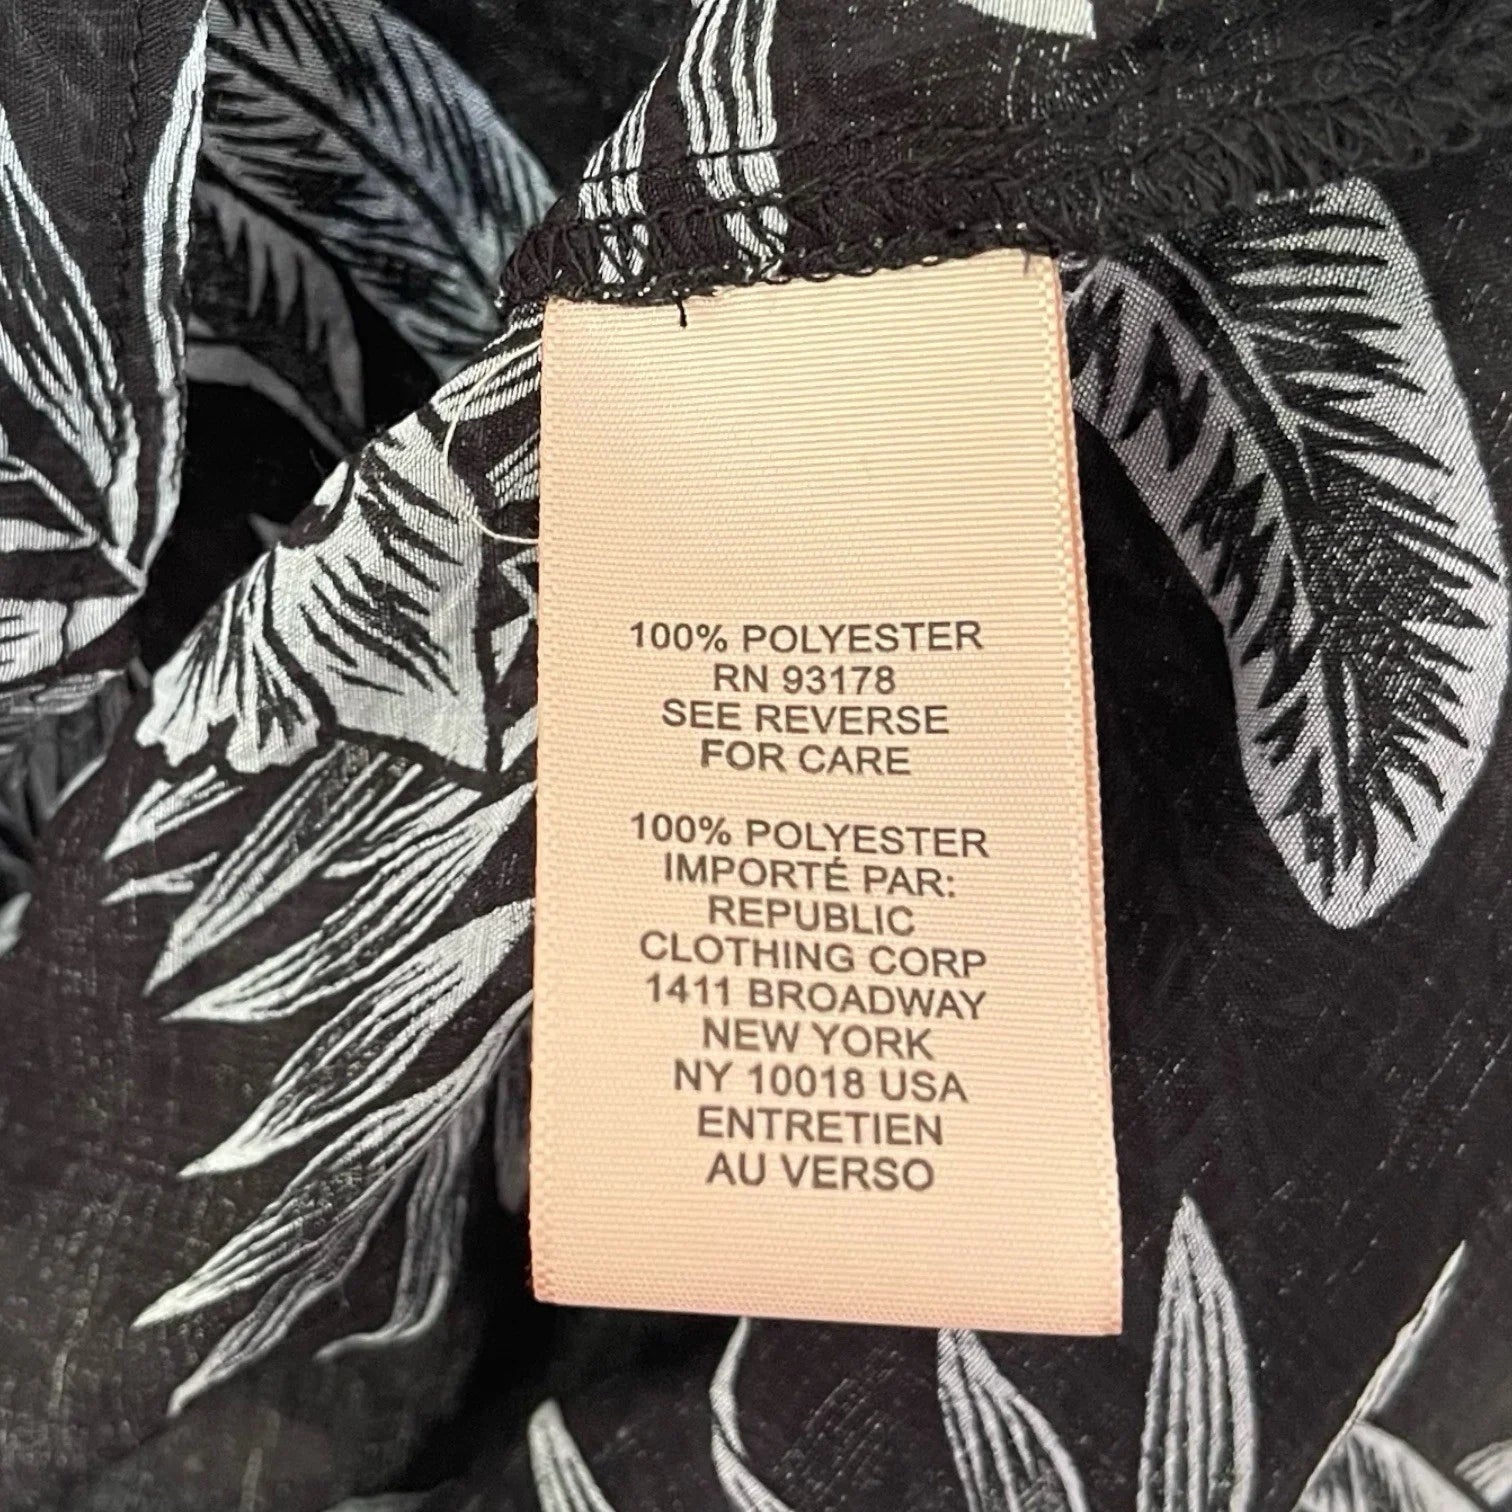 100% POLYESTER
RN 93178
SEE REVERSE
FOR CARE
100% POLYESTER
IMPORTÉ PAR:
REPUBLIC
CLOTHING CORP
1411 BROADWAY
NEW YORK
NY 10018 USA
ENTRETIEN
AU VERSO